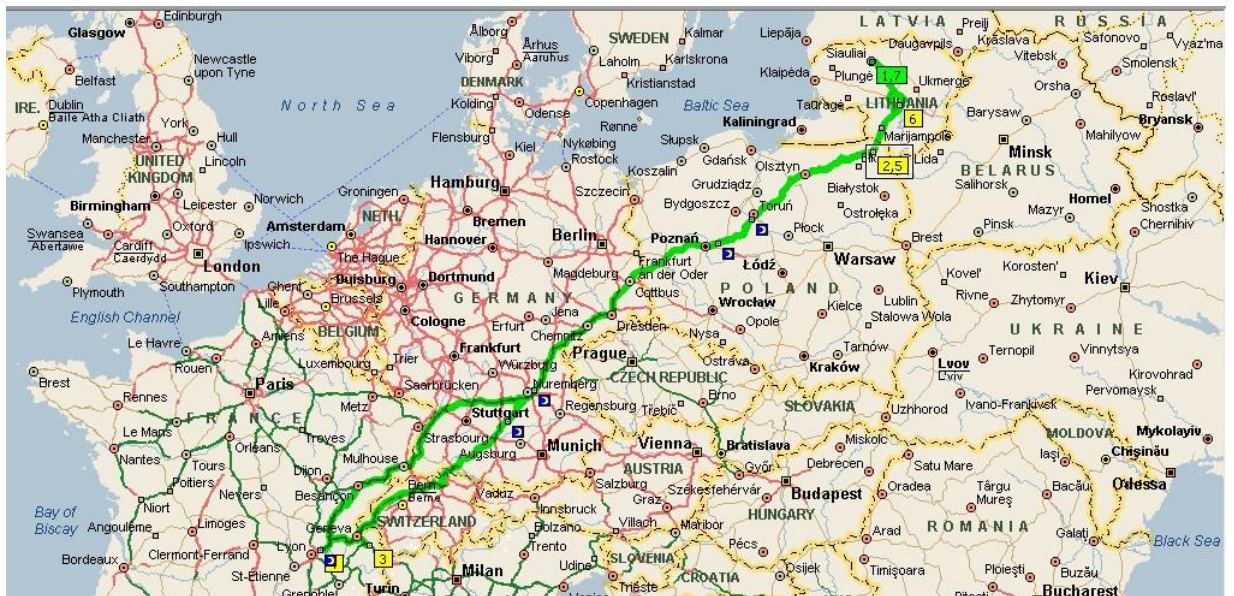 Glasgow
Edinburgh
Newcastle
upon Tyne
Belfast
IRE.
Dublin
Baile Atha Cliath
York
Hull
Manchester
Lincoln
UNITED
KINGDOM
Norwich
Leicester
Birmingham
Swansea
Abertawe
Oxford
Ipswich
Cardiff
Caerdydd
London
Southampton
Plymouth
English Channel
North Sea
Ålborg
Viborg
Århus
Aaruhus
DENMARK
Kolding
Odense
Copenhagen
Flensburg
Nykøbing
Rostock
Kiel
SWEDEN
Laholm
Kalmar
Karlskrona
Kristianstad
Rønne
Baltic Sea
Liepāja
LATVIA
Preiļi
Daugavpils
Krāslava
RUSSIA
Safonovo
Vyaz'ma
Smolensk
Vitebsk
Orsha
Roslavl'
Bryansk
Siauliai
Plungė
1,7
Klaipėda
Ukmerge
Taurage
LITHUANIA
6
Kaliningrad
Marijampole
2,5
Lida
Barysaw
Mahilyow
Minsk
BELARUS
Salihorsk
Homel
Mazyr
Pinsk
Shostka
Chernihiv
Słupsk
Koszalin
Gdańsk
Olsztyn
Grudziądz
Białystok
Ostrołęka
Bydgoszcz
Toruń
Płock
Szczecin
Poznań
Warsaw
Brest
Łódź
POLAND
Wrocław
Kielce
Lublin
Stalowa Wola
Opole
Nysa
Tarnów
Kraków
Kovel'
Korosten'
Rivne
Zhytomyr
Kiev
UKRAINE
Lvov
L'viv
Ternopil
Vinnytsya
Kirovohrad
Pervomaysk
Ivano-Frankivsk
Uzhhorod
Mykolayiv
MOLDOVA
Chişinău
Iaşi
Odessa
Groningen
NETH.
Amsterdam
The Hague
Duisburg
Dortmund
Hamburg
Bremen
Hannover
Berlin
Magdeburg
Frankfurt
an der Oder
Cottbus
GERMANY
Ghent
Lille
Brussels
BELGIUM
Cologne
Erfurt
Jena
Chemnitz
Dresden
Frankfurt
Würzburg
Nuremberg
Regensburg
Luxembourg
Trier
Saarbrücken
Stuttgart
Strasbourg
Augsburg
Munich
Prague
CZECH REPUBLIC
Ostrava
Brno
Trebíč
SLOVAKIA
Le Havre
Amiens
Rouen
Brest
Paris
Rennes
Metz
FRANCE
Le Mans
Troyes
Orléans
Nantes
Tours
Dijon
Mulhouse
Poitiers
Nevers
Besançon
Niort
Bay of
Biscay
Angoulême
Limoges
Geneva
Clermont-Ferrand
Lyon
Bordeaux
St-Étienne
Grenoble
3
Turin
Milan
Bern
Berne
SWITZERLAND
Vaduz
Innsbruck
Bolzano
Trento
Udine
Vienna
Bratislava
AUSTRIA
Salzburg
Graz
Villach
Maribor
SLOVENIA
Trieste
CROATIA
Osijek
Győr
Székesfehérvár
Budapest
HUNGARY
Pécs
Miskolc
Debrecen
Satu Mare
Oradea
Târgu
Mureş
Bacău
ROMANIA
Arad
Timişoara
Galaţi
Piteşti
Ploieşti
Buzău
Bucharest
Black Sea